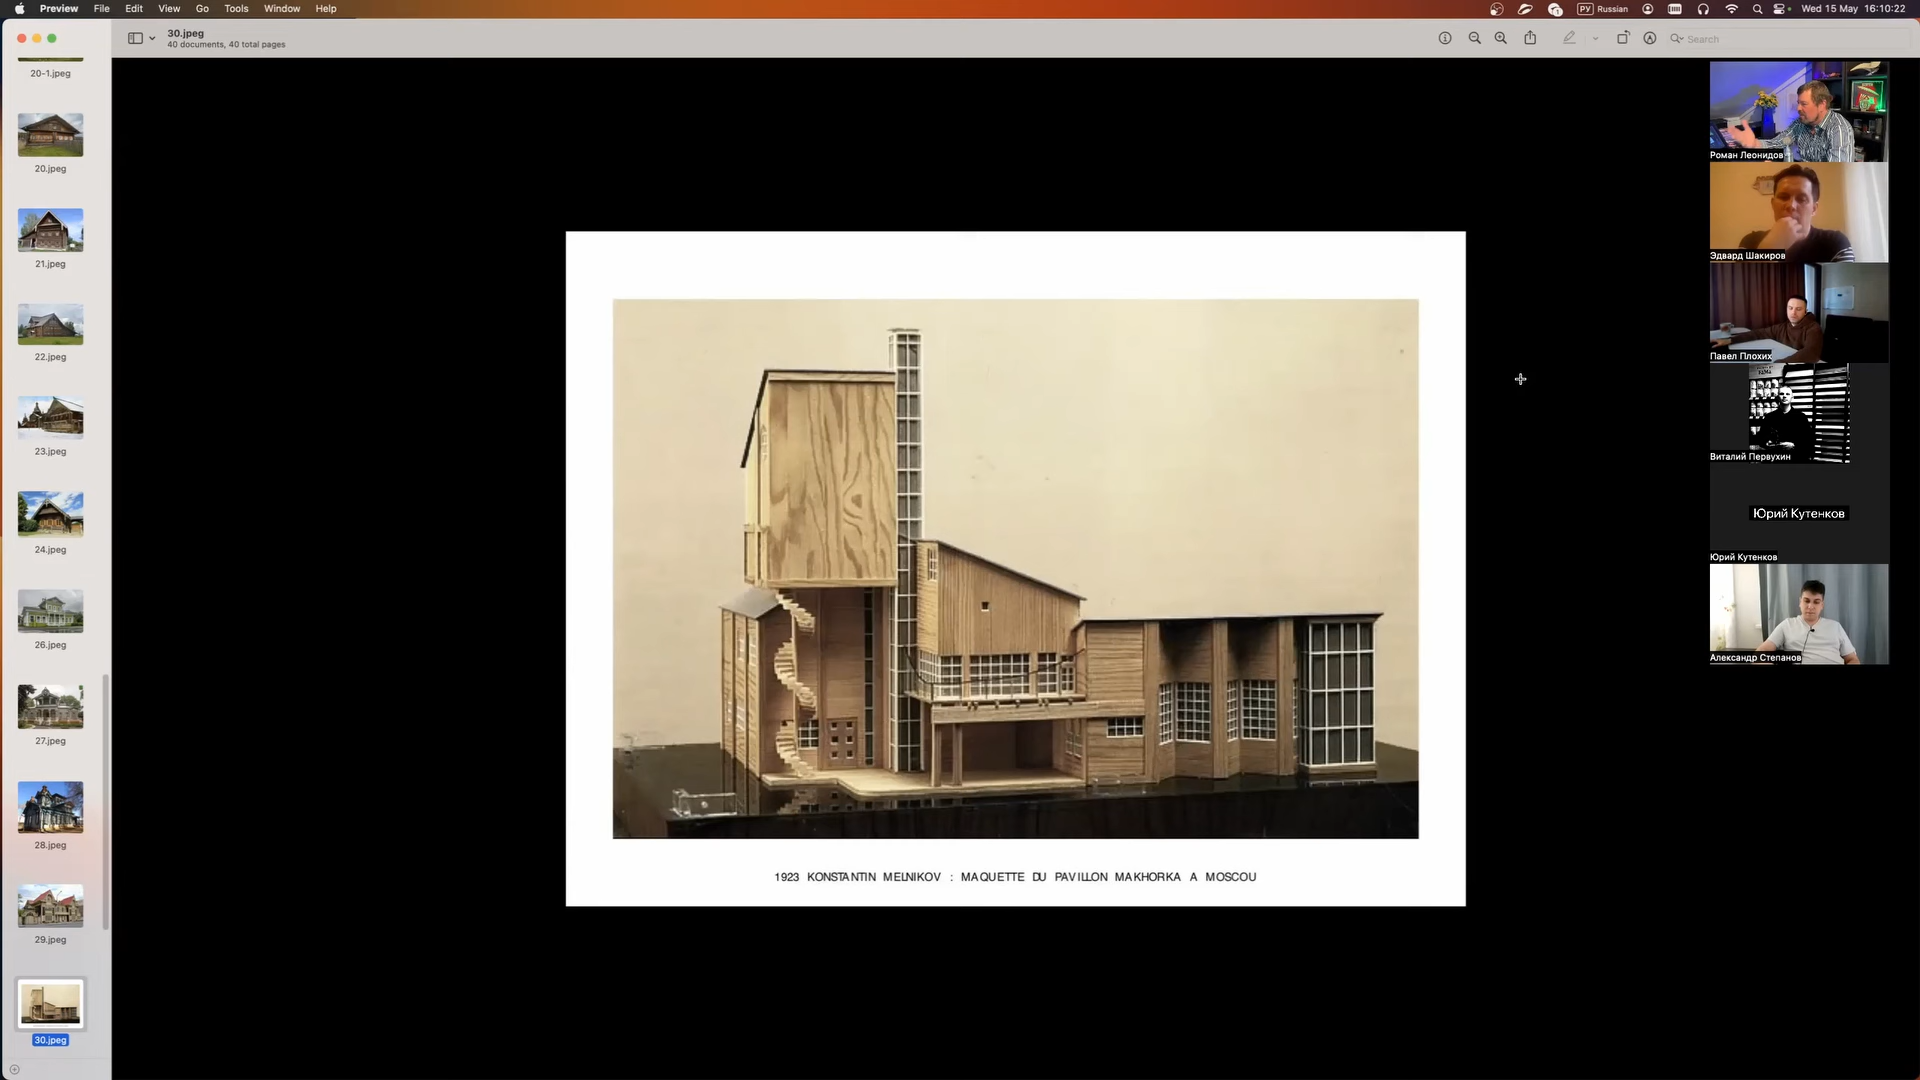 Preview File Edit View Go Tools Window Help
РУ Russian Wed 15 May 16:10:22
30.jpeg
40 documents, 40 total pages
Search
20-1.jpeg
20.jpeg
21.jpeg
22.jpeg
23.jpeg
24.jpeg
26.jpeg
27.jpeg
28.jpeg
29.jpeg
30.jpeg
1923 KONSTANTIN MELNIKOV : MAQUETTE DU PAVILLON MAKHORKA A MOSCOU
Роман Леонидов
Эдвард Шакиров
Павел Плохих
Виталий Первухин
Юрий Кутенков
Юрий Кутенков
Александр Степанов